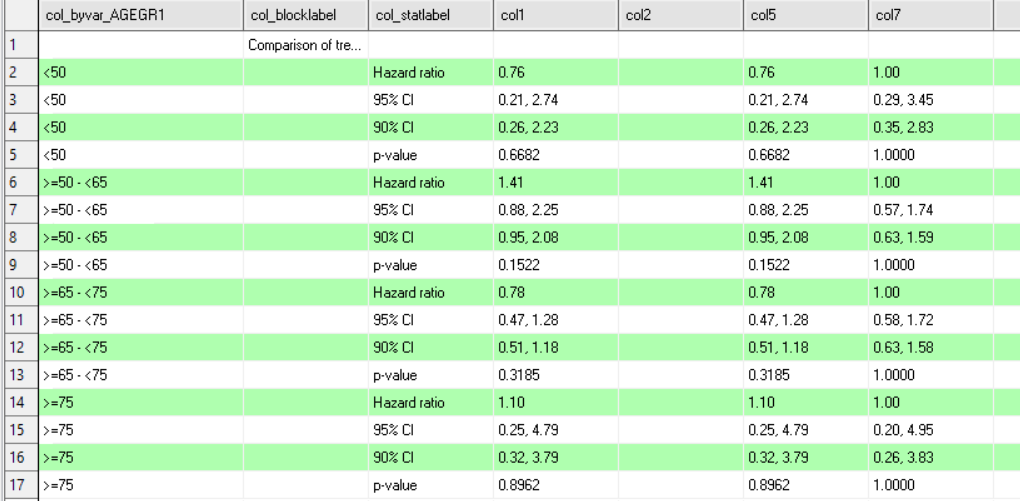 col_byvar_AGEGR1 col_blocklabel col_statlabel col1 col2 col5 col7
1 Comparison of tre...
2 <50 Hazard ratio 0.76 0.76 1.00
3 <50 95% CI 0.21, 2.74 0.21, 2.74 0.29, 3.45
4 <50 90% CI 0.26, 2.23 0.26, 2.23 0.35, 2.83
5 <50 p-value 0.6682 0.6682 1.0000
6 >=50 - <65 Hazard ratio 1.41 1.41 1.00
7 >=50 - <65 95% CI 0.88, 2.25 0.88, 2.25 0.57, 1.74
8 >=50 - <65 90% CI 0.95, 2.08 0.95, 2.08 0.63, 1.59
9 >=50 - <65 p-value 0.1522 0.1522 1.0000
10 >=65 - <75 Hazard ratio 0.78 0.78 1.00
11 >=65 - <75 95% CI 0.47, 1.28 0.47, 1.28 0.58, 1.72
12 >=65 - <75 90% CI 0.51, 1.18 0.51, 1.18 0.63, 1.58
13 >=65 - <75 p-value 0.3185 0.3185 1.0000
14 >=75 Hazard ratio 1.10 1.10 1.00
15 >=75 95% CI 0.25, 4.79 0.25, 4.79 0.20, 4.95
16 >=75 90% CI 0.32, 3.79 0.32, 3.79 0.26, 3.83
17 >=75 p-value 0.8962 0.8962 1.0000